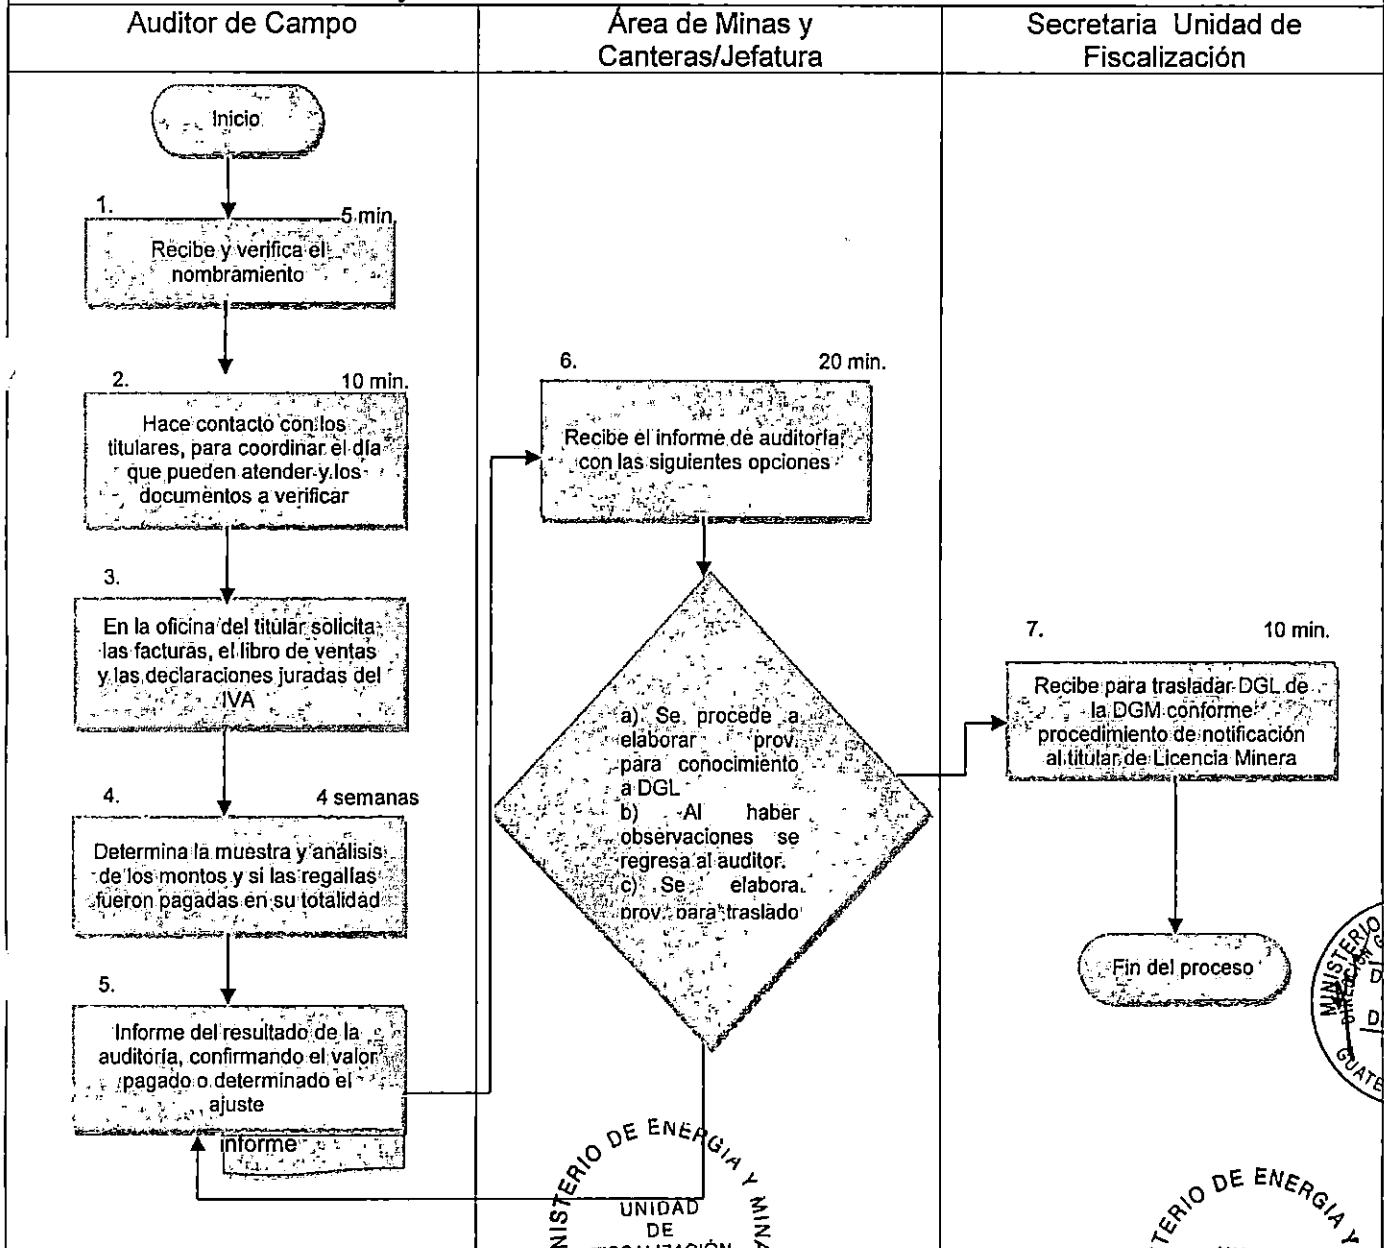 Auditor de Campo
Área de Minas y
Canteras/Jefatura
Secretaria Unidad de
Fiscalización
Inicio
1.
5 min.
Recibe y verifica el
nombramiento
2.
10 min.
Hace contacto con los
titulares, para coordinar el día
que pueden atender y los
documentos a verificar
3.
En la oficina del titular solicita
las facturas, el libro de ventas
y las declaraciones juradas del
IVA
4.
4 semanas
Determina la muestra y análisis
de los montos y si las regalías
fueron pagadas en su totalidad
5.
Informe del resultado de la
auditoría, confirmando el valor
pagado o determinado el
ajuste
informe
6.
20 min.
Recibe el informe de auditoría
con las siguientes opciones
a) Se procede a
elaborar prov.
para conocimiento
a DGL
b) Al haber
observaciones se
regresa al auditor.
c) Se elabora
prov. para traslado
7.
10 min.
Recibe para trasladar DGL de
la DGM conforme
procedimiento de notificación
al titular de Licencia Minera
Fin del proceso
MINISTERIO
GUATE
NISTERIO DE ENERGIA Y MINA
UNIDAD
DE
FISCALIZACIÓN
TERIO DE ENERGIA Y